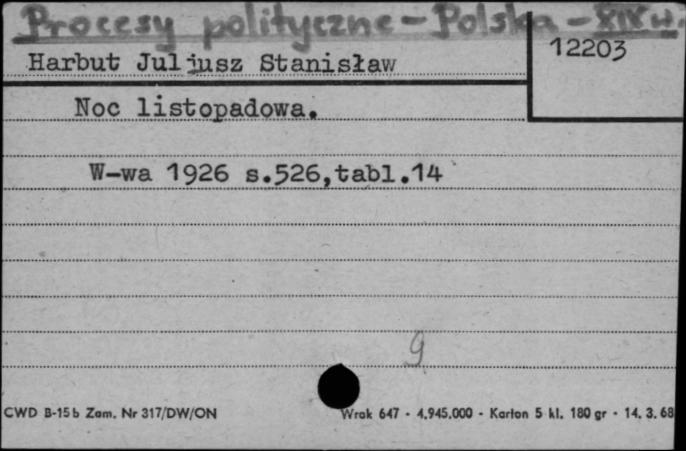 Procesy polityczne - Polska - XIX w.
12203
Harbut Juljusz Stanisław
Noc listopadowa.
W-wa 1926 s.526,tabl.14
9
CWD B-15b Zam. Nr 317/DW/ON
Wrak 647 - 4.945.000 - Karton 5 kl. 180 gr - 14. 3. 68